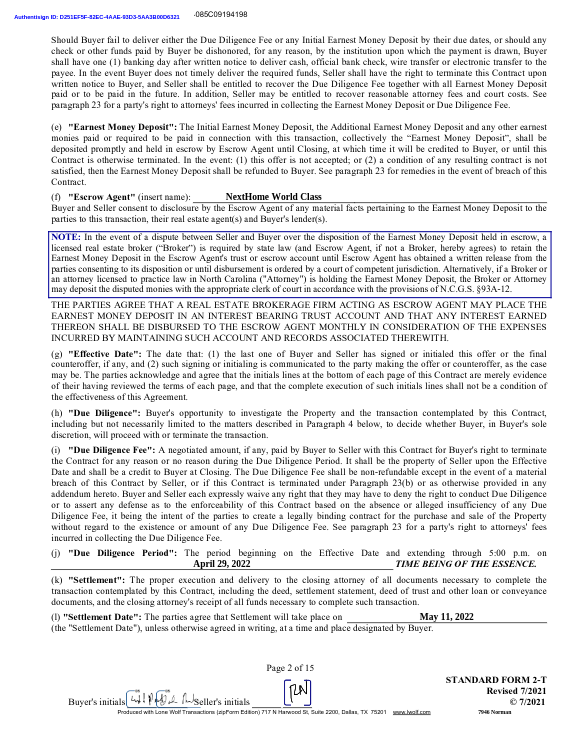 Authentisign ID: D251EF5F-82EC-4AAE-93D3-5AA3B00D6321
-085C09194198
Should Buyer fail to deliver either the Due Diligence Fee or any Initial Earnest Money Deposit by their due dates, or should any
check or other funds paid by Buyer be dishonored, for any reason, by the institution upon which the payment is drawn, Buyer
shall have one (1) banking day after written notice to deliver cash, official bank check, wire transfer or electronic transfer to the
payee. In the event Buyer does not timely deliver the required funds, Seller shall have the right to terminate this Contract upon
written notice to Buyer, and Seller shall be entitled to recover the Due Diligence Fee together with all Earnest Money Deposit
paid or to be paid in the future. In addition, Seller may be entitled to recover reasonable attorney fees and court costs. See
paragraph 23 for a party's right to attorneys' fees incurred in collecting the Earnest Money Deposit or Due Diligence Fee.
(e) "Earnest Money Deposit": The Initial Earnest Money Deposit, the Additional Earnest Money Deposit and any other earnest
monies paid or required to be paid in connection with this transaction, collectively the “Earnest Money Deposit”, shall be
deposited promptly and held in escrow by Escrow Agent until Closing, at which time it will be credited to Buyer, or until this
Contract is otherwise terminated. In the event: (1) this offer is not accepted; or (2) a condition of any resulting contract is not
satisfied, then the Earnest Money Deposit shall be refunded to Buyer. See paragraph 23 for remedies in the event of breach of this
Contract.
(f) "Escrow Agent" (insert name): NextHome World Class
Buyer and Seller consent to disclosure by the Escrow Agent of any material facts pertaining to the Earnest Money Deposit to the
parties to this transaction, their real estate agent(s) and Buyer's lender(s).
NOTE: In the event of a dispute between Seller and Buyer over the disposition of the Earnest Money Deposit held in escrow, a
licensed real estate broker (“Broker”) is required by state law (and Escrow Agent, if not a Broker, hereby agrees) to retain the
Earnest Money Deposit in the Escrow Agent's trust or escrow account until Escrow Agent has obtained a written release from the
parties consenting to its disposition or until disbursement is ordered by a court of competent jurisdiction. Alternatively, if a Broker or
an attorney licensed to practice law in North Carolina ("Attorney") is holding the Earnest Money Deposit, the Broker or Attorney
may deposit the disputed monies with the appropriate clerk of court in accordance with the provisions of N.C.G.S. §93A-12.
THE PARTIES AGREE THAT A REAL ESTATE BROKERAGE FIRM ACTING AS ESCROW AGENT MAY PLACE THE
EARNEST MONEY DEPOSIT IN AN INTEREST BEARING TRUST ACCOUNT AND THAT ANY INTEREST EARNED
THEREON SHALL BE DISBURSED TO THE ESCROW AGENT MONTHLY IN CONSIDERATION OF THE EXPENSES
INCURRED BY MAINTAINING SUCH ACCOUNT AND RECORDS ASSOCIATED THEREWITH.
(g) "Effective Date": The date that: (1) the last one of Buyer and Seller has signed or initialed this offer or the final
counteroffer, if any, and (2) such signing or initialing is communicated to the party making the offer or counteroffer, as the case
may be. The parties acknowledge and agree that the initials lines at the bottom of each page of this Contract are merely evidence
of their having reviewed the terms of each page, and that the complete execution of such initials lines shall not be a condition of
the effectiveness of this Agreement.
(h) "Due Diligence": Buyer's opportunity to investigate the Property and the transaction contemplated by this Contract,
including but not necessarily limited to the matters described in Paragraph 4 below, to decide whether Buyer, in Buyer's sole
discretion, will proceed with or terminate the transaction.
(i) "Due Diligence Fee": A negotiated amount, if any, paid by Buyer to Seller with this Contract for Buyer's right to terminate
the Contract for any reason or no reason during the Due Diligence Period. It shall be the property of Seller upon the Effective
Date and shall be a credit to Buyer at Closing. The Due Diligence Fee shall be non-refundable except in the event of a material
breach of this Contract by Seller, or if this Contract is terminated under Paragraph 23(b) or as otherwise provided in any
addendum hereto. Buyer and Seller each expressly waive any right that they may have to deny the right to conduct Due Diligence
or to assert any defense as to the enforceability of this Contract based on the absence or alleged insufficiency of any Due
Diligence Fee, it being the intent of the parties to create a legally binding contract for the purchase and sale of the Property
without regard to the existence or amount of any Due Diligence Fee. See paragraph 23 for a party's right to attorneys' fees
incurred in collecting the Due Diligence Fee.
(j) "Due Diligence Period": The period beginning on the Effective Date and extending through 5:00 p.m. on
April 29, 2022 TIME BEING OF THE ESSENCE.
(k) "Settlement": The proper execution and delivery to the closing attorney of all documents necessary to complete the
transaction contemplated by this Contract, including the deed, settlement statement, deed of trust and other loan or conveyance
documents, and the closing attorney's receipt of all funds necessary to complete such transaction.
(l) "Settlement Date": The parties agree that Settlement will take place on May 11, 2022
(the "Settlement Date"), unless otherwise agreed in writing, at a time and place designated by Buyer.
Page 2 of 15
STANDARD FORM 2-T
Revised 7/2021
© 7/2021
Buyer's initials Seller's initials
Produced with Lone Wolf Transactions (zipForm Edition) 717 N Harwood St, Suite 2200, Dallas, TX 75201 www.lwolf.com 7946 Norman